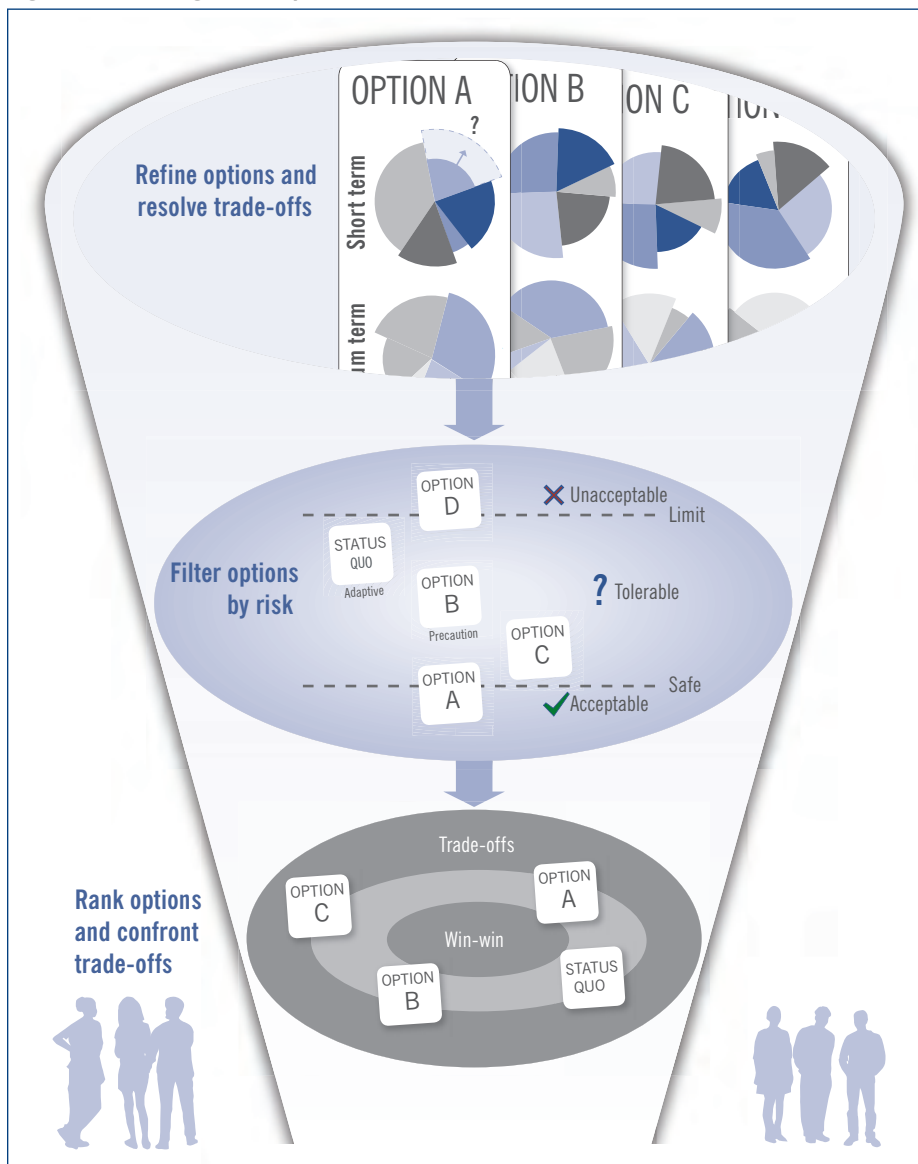 OPTION A
ION B
ON C
TION
?
Short term
Refine options and
resolve trade-offs
um term
OPTION
D
Unacceptable
Limit
STATUS
QUO
Adaptive
Filter options
by risk
OPTION
B
Precaution
? Tolerable
OPTION
C
OPTION
A
Safe
Acceptable
Trade-offs
OPTION
C
OPTION
A
Win-win
Rank options
and confront
trade-offs
OPTION
B
STATUS
QUO